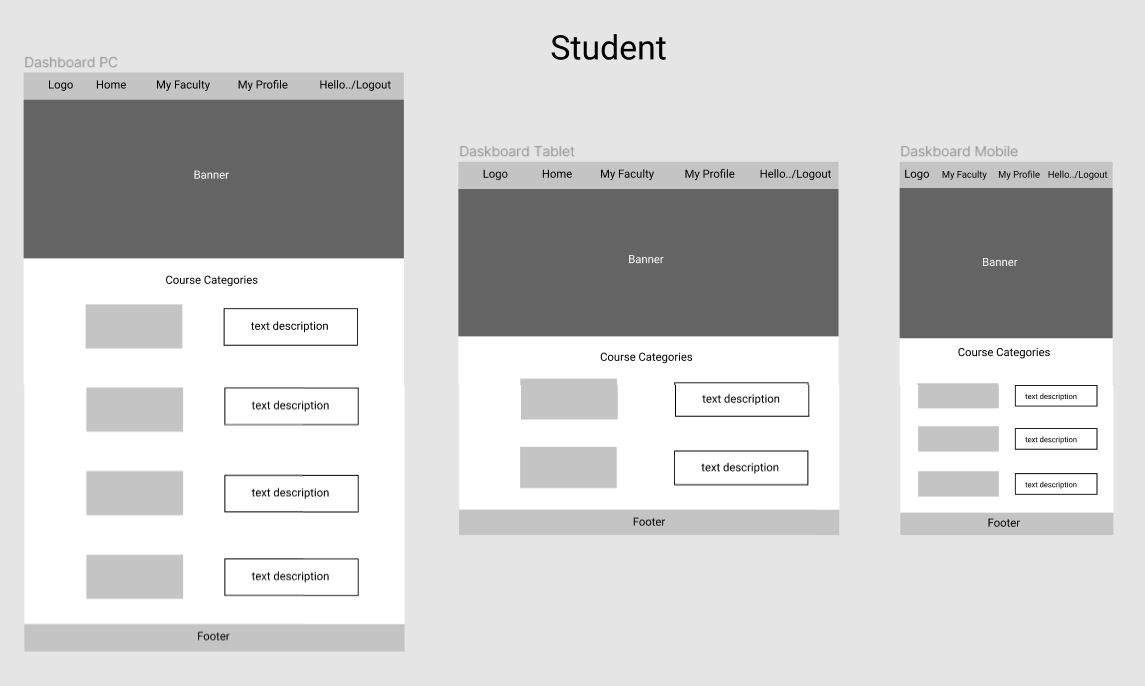 Student
Dashboard PC
Logo Home My Faculty My Profile Hello../Logout
Banner
Course Categories
text description
text description
text description
text description
Footer
Daskboard Tablet
Logo Home My Faculty My Profile Hello../Logout
Banner
Course Categories
text description
text description
Footer
Daskboard Mobile
Logo My Faculty My Profile Hello../Logout
Banner
Course Categories
text description
text description
text description
Footer